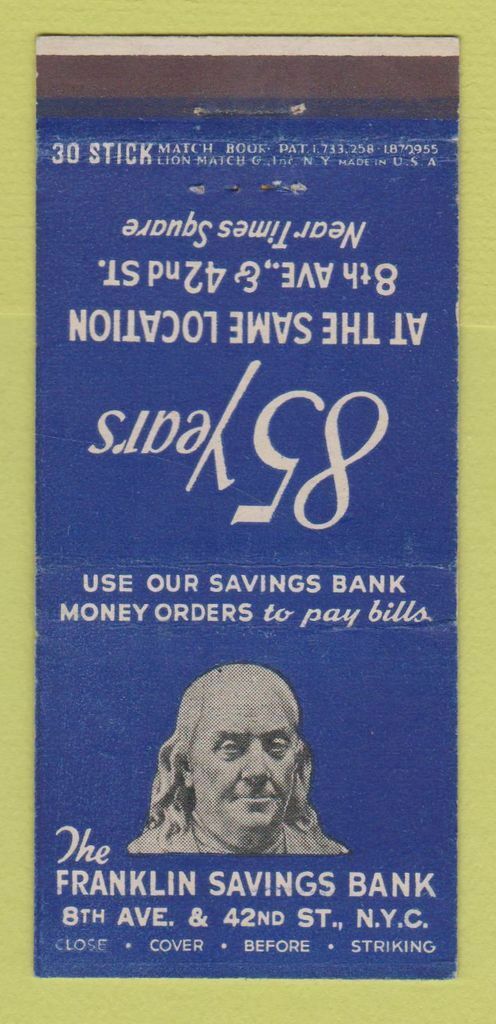 30 STICK MATCH BOOK PAT. 1,733,258 - 1870955
LION MATCH Co., Inc. N.Y. MADE IN U.S.A
85 Years
AT THE SAME LOCATION
8th AVE., & 42nd ST.
Near Times Square
USE OUR SAVINGS BANK
MONEY ORDERS to pay bills
The
FRANKLIN SAVINGS BANK
8TH AVE. & 42ND ST., N.Y.C.
CLOSE • COVER • BEFORE • STRIKING